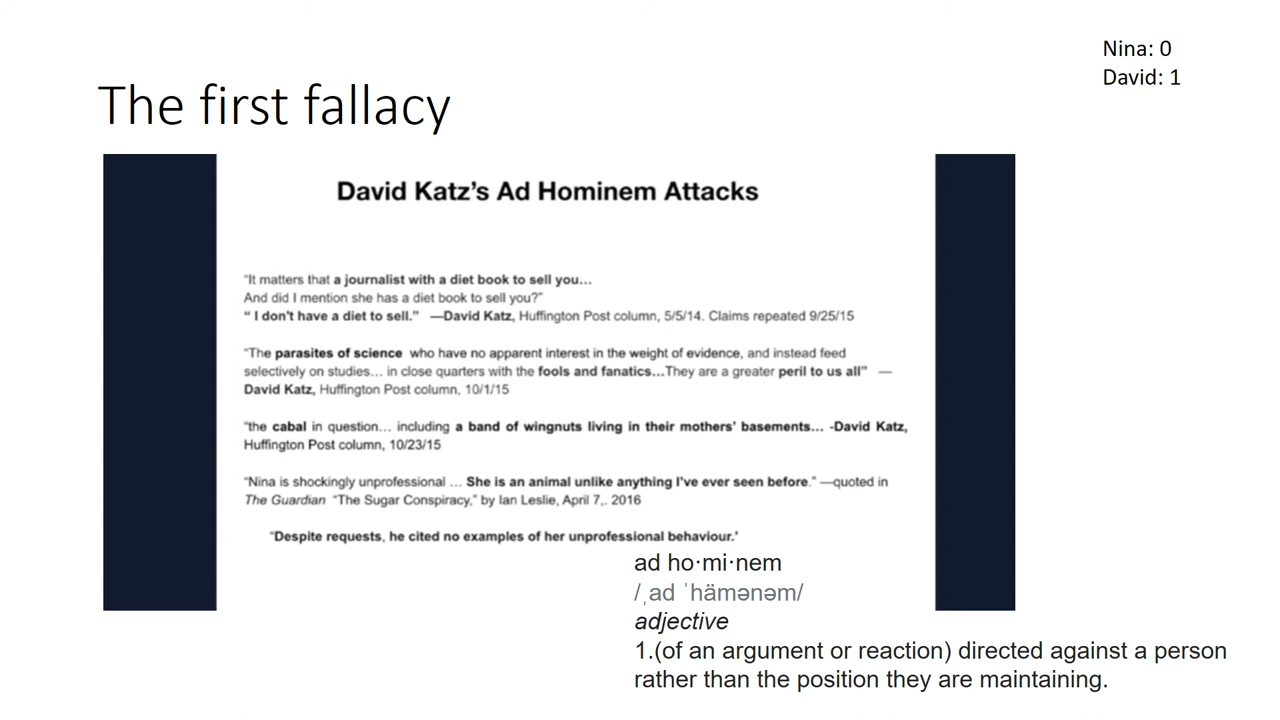 Nina: 0
David: 1
The first fallacy
David Katz's Ad Hominem Attacks
"It matters that a journalist with a diet book to sell you...
And did I mention she has a diet book to sell you?"
" I don't have a diet to sell." —David Katz, Huffington Post column, 5/5/14. Claims repeated 9/25/15
"The parasites of science who have no apparent interest in the weight of evidence, and instead feed
selectively on studies... in close quarters with the fools and fanatics...They are a greater peril to us all" —
David Katz, Huffington Post column, 10/1/15
"the cabal in question... including a band of wingnuts living in their mothers' basements... -David Katz,
Huffington Post column, 10/23/15
"Nina is shockingly unprofessional ... She is an animal unlike anything I've ever seen before." —quoted in
The Guardian "The Sugar Conspiracy," by Ian Leslie, April 7,. 2016
"Despite requests, he cited no examples of her unprofessional behaviour.'
ad ho·mi·nem
/ˌad ˈhämənəm/
adjective
1.(of an argument or reaction) directed against a person
rather than the position they are maintaining.